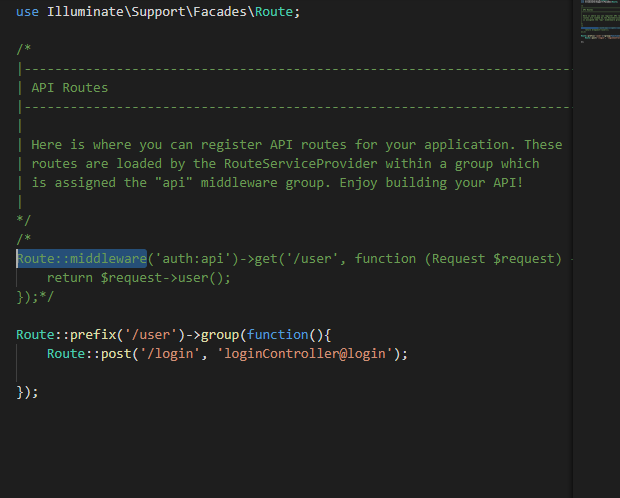 use Illuminate\Support\Facades\Route;
/*
|-----------------------------------------------------------------------
| API Routes
|-----------------------------------------------------------------------
|
| Here is where you can register API routes for your application. These
| routes are loaded by the RouteServiceProvider within a group which
| is assigned the "api" middleware group. Enjoy building your API!
|
*/
/*
Route::middleware('auth:api')->get('/user', function (Request $request)
    return $request->user();
});*/
Route::prefix('/user')->group(function(){
    Route::post('/login', 'loginController@login');
});